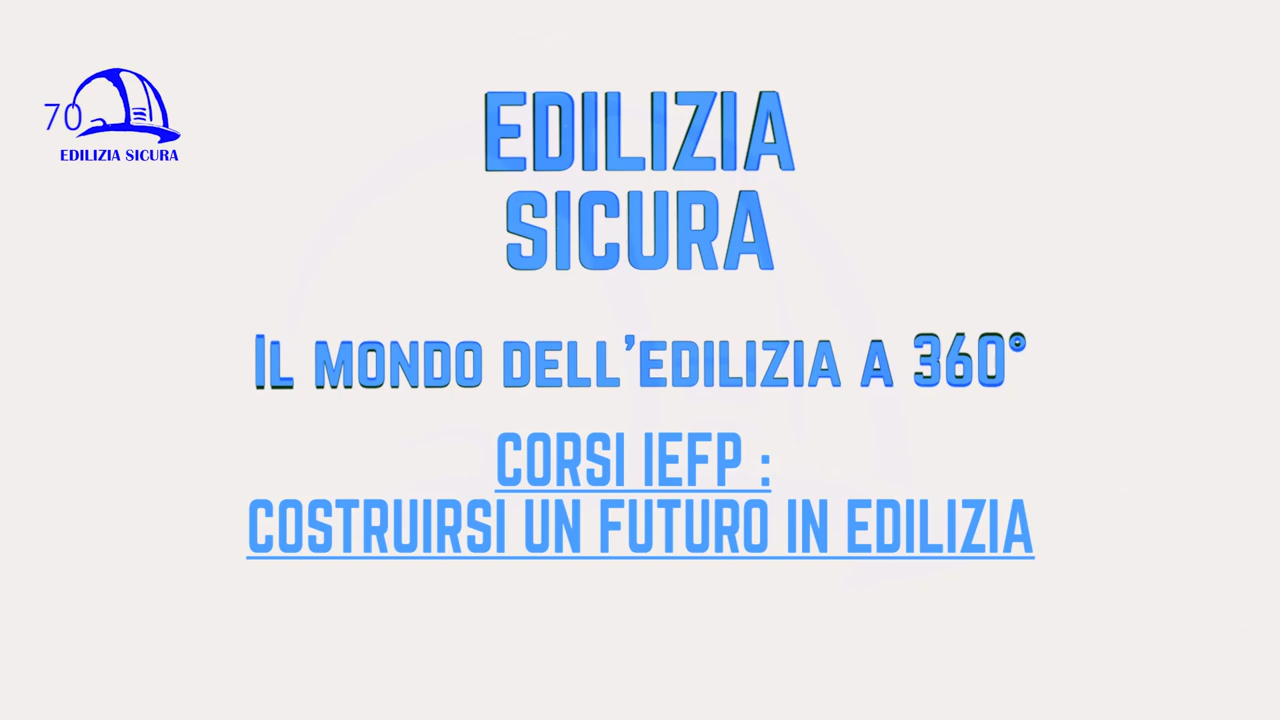 70
EDILIZIA SICURA
EDILIZIA
SICURA
IL MONDO DELL'EDILIZIA A 360°
CORSI IEFP :
COSTRUIRSI UN FUTURO IN EDILIZIA